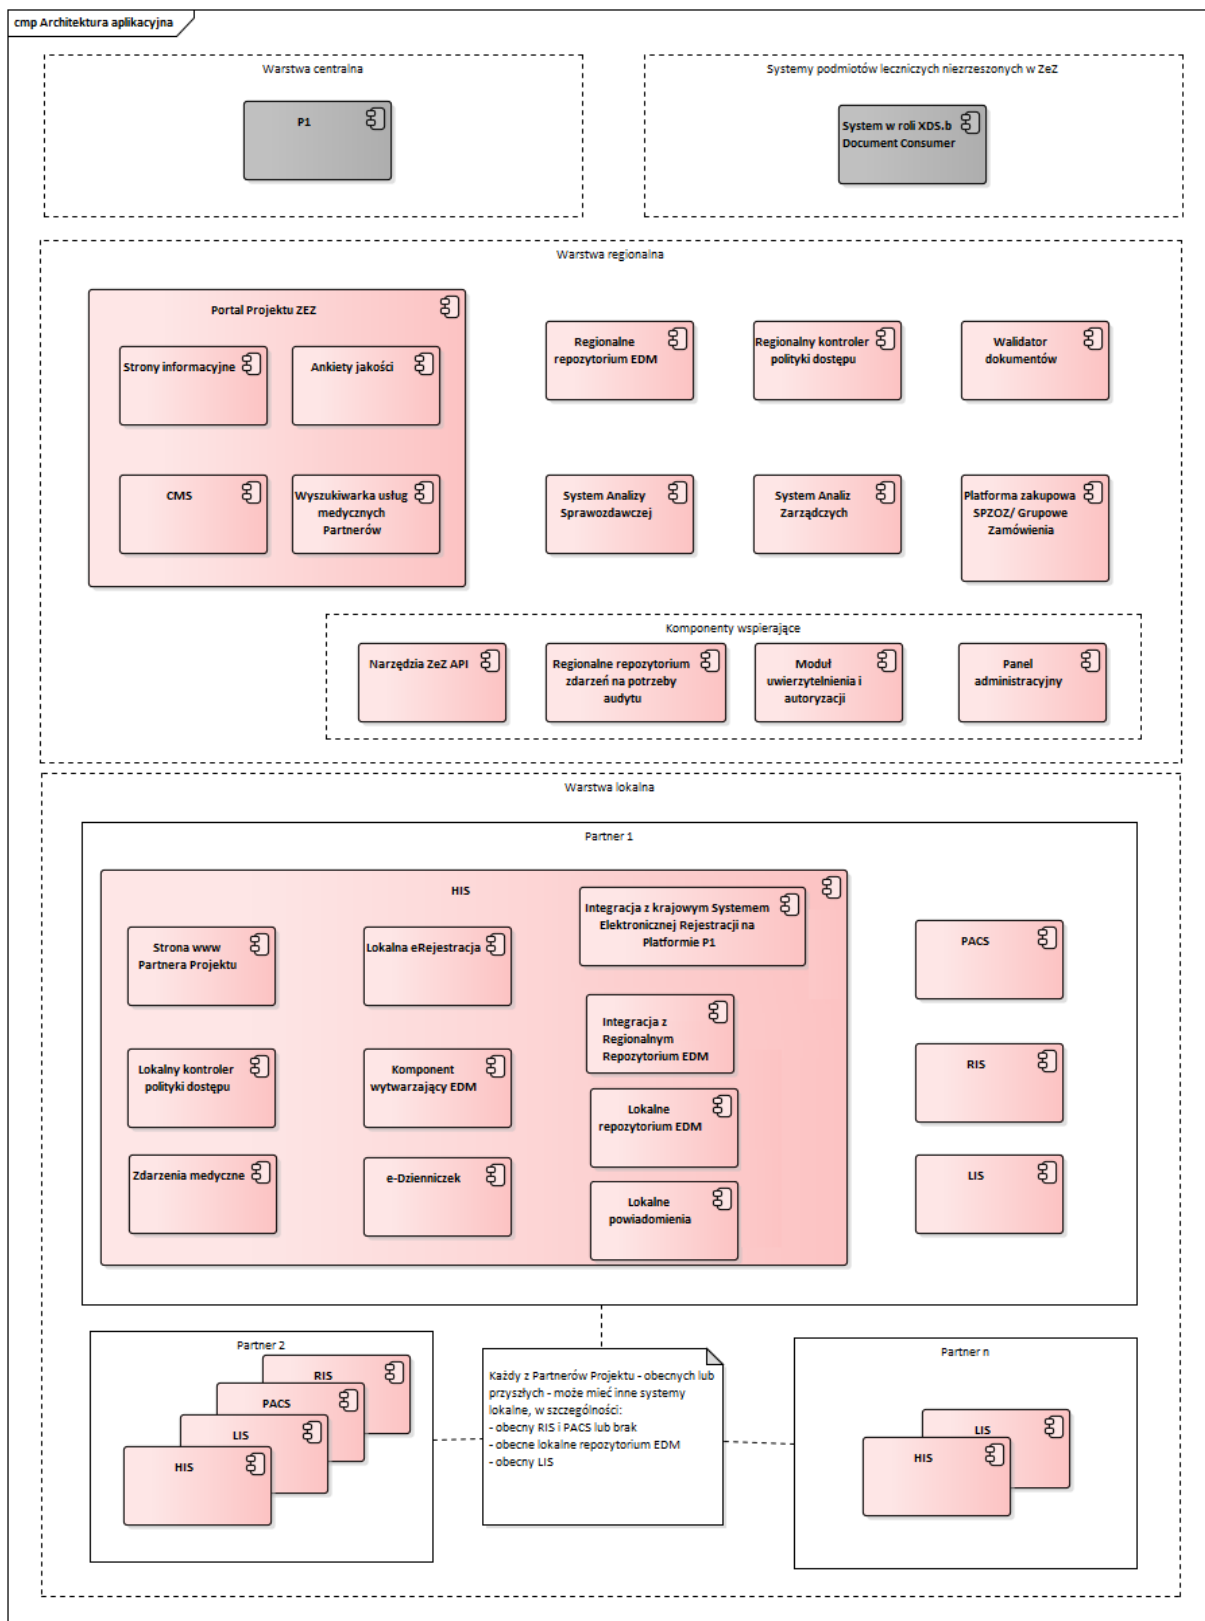 cmp Architektura aplikacyjna
Warstwa centralna
P1
Systemy podmiotów leczniczych niezrzeszonych w ZeZ
System w roli XDS.b
Document Consumer
Warstwa regionalna
Portal Projektu ZEZ
Strony informacyjne
Ankiety jakości
CMS
Wyszukiwarka usług
medycznych
Partnerów
Regionalne
repozytorium EDM
Regionalny kontroler
polityki dostępu
Walidator
dokumentów
System Analizy
Sprawozdawczej
System Analiz
Zarządczych
Platforma zakupowa
SPZOZ/ Grupowe
Zamówienia
Komponenty wspierające
Narzędzia ZeZ API
Regionalne repozytorium
zdarzeń na potrzeby
audytu
Moduł
uwierzytelnienia i
autoryzacji
Panel
administracyjny
Warstwa lokalna
Partner 1
HIS
Strona www
Partnera Projektu
Lokalna eRejestracja
Integracja z krajowym Systemem
Elektronicznej Rejestracji na
Platformie P1
Lokalny kontroler
polityki dostępu
Komponent
wytwarzający EDM
Integracja z
Regionalnym
Repozytorium EDM
Lokalne
repozytorium EDM
Zdarzenia medyczne
e-Dzienniczek
Lokalne
powiadomienia
PACS
RIS
LIS
Partner 2
RIS
PACS
LIS
HIS
Każdy z Partnerów Projektu - obecnych lub
przyszłych - może mieć inne systemy
lokalne, w szczególności:
- obecny RIS i PACS lub brak
- obecne lokalne repozytorium EDM
- obecny LIS
Partner n
LIS
HIS